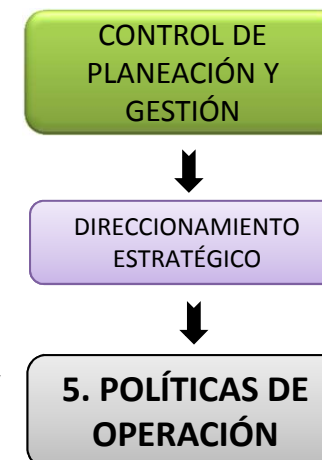 CONTROL DE
PLANEACIÓN Y
GESTIÓN
DIRECCIONAMIENTO
ESTRATÉGICO
5. POLÍTICAS DE
OPERACIÓN